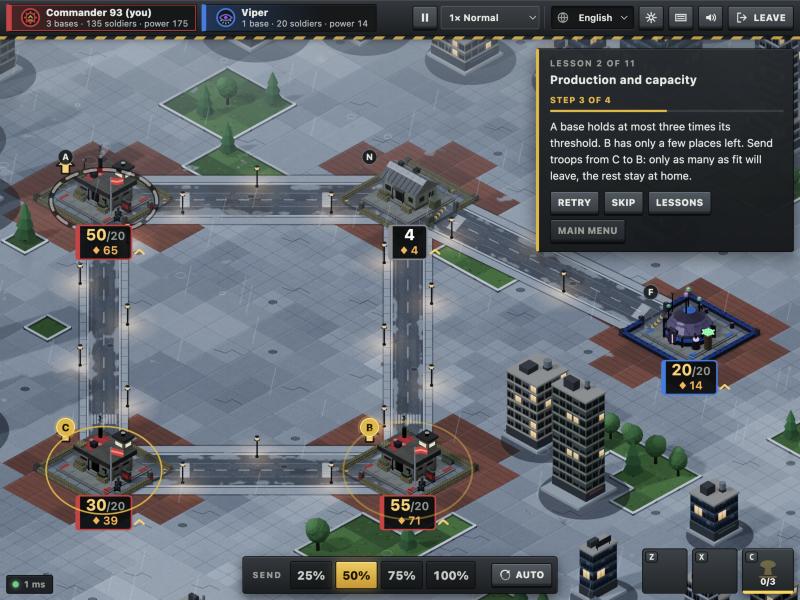 Commander 93 (you)
3 bases · 135 soldiers · power 175
Viper
1 base · 20 soldiers · power 14
1× Normal
English
LEAVE
LESSON 2 OF 11
Production and capacity
STEP 3 OF 4
A base holds at most three times its
threshold. B has only a few places left. Send
troops from C to B: only as many as fit will
leave, the rest stay at home.
RETRY
SKIP
LESSONS
MAIN MENU
A
N
50/20
65
4
4
F
20/20
14
C
B
30/20
39
55/20
71
SEND
25%
50%
75%
100%
AUTO
Z
X
C
0/3
1 ms